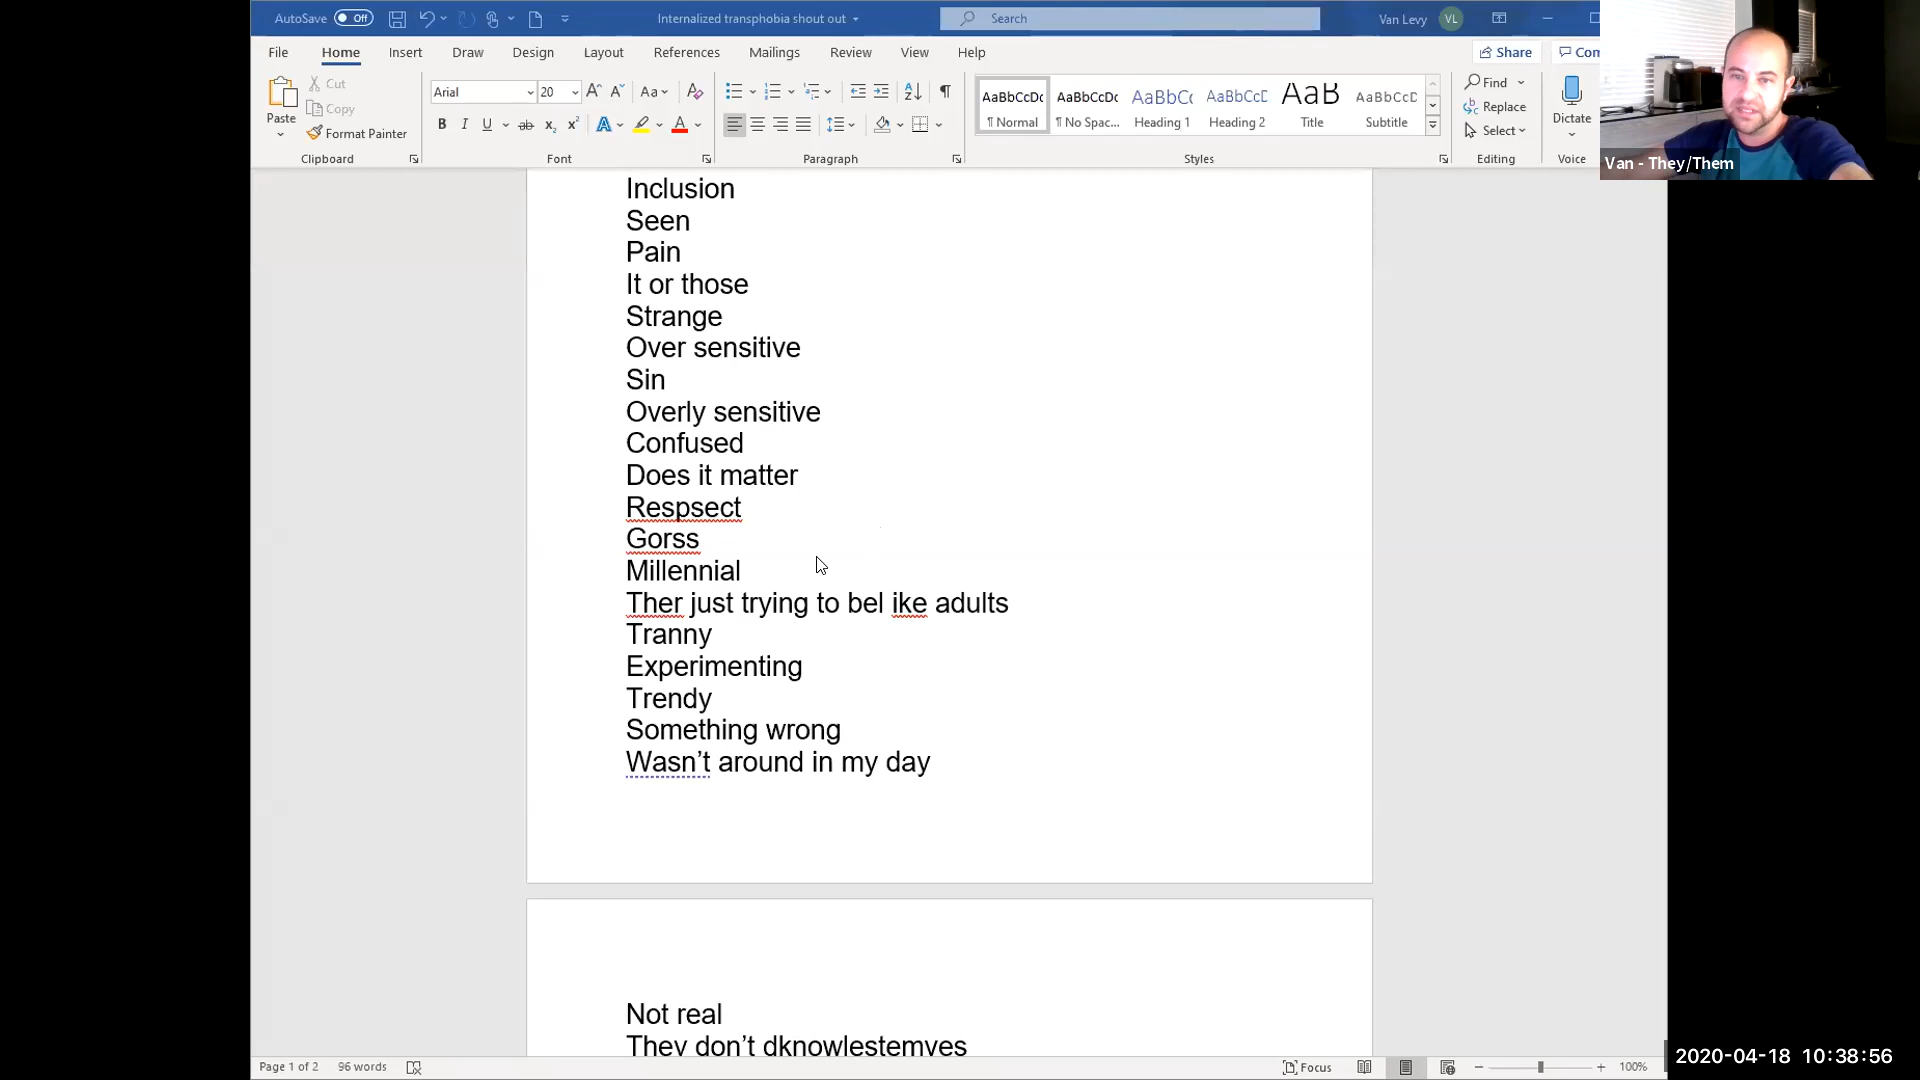 AutoSave Off Internalized transphobia shout out Search Van Levy VL
File Home Insert Draw Design Layout References Mailings Review View Help Share Com
Paste Cut Copy Format Painter Arial 20 Aa AaBbCcDc AaBbCcDc AaBbCc AaBbCcD AaB AaBbCcD Find Replace Select Dictate
¶ Normal ¶ No Spac... Heading 1 Heading 2 Title Subtitle
Clipboard Font Paragraph Styles Editing Voice
Van - They/Them
Inclusion
Seen
Pain
It or those
Strange
Over sensitive
Sin
Overly sensitive
Confused
Does it matter
Respsect
Gorss
Millennial
Ther just trying to bel ike adults
Tranny
Experimenting
Trendy
Something wrong
Wasn't around in my day
Not real
They don't dknowlestemves
Page 1 of 2 96 words Focus 100%
2020-04-18 10:38:56